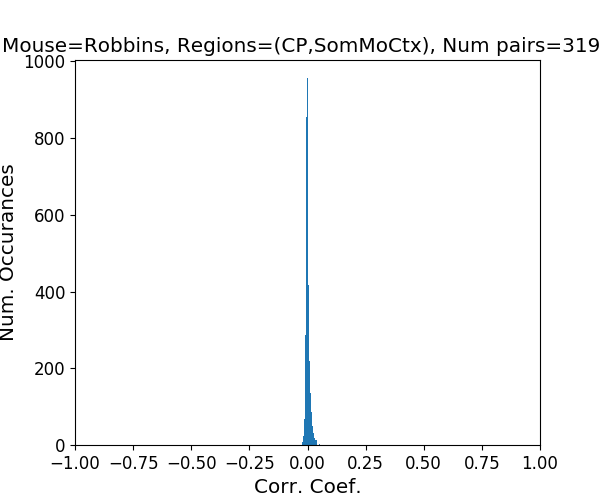 Mouse=Robbins, Regions=(CP,SomMoCtx), Num pairs=319
1000
800
600
400
200
0
Num. Occurances
−1.00 −0.75 −0.50 −0.25 0.00 0.25 0.50 0.75 1.00
Corr. Coef.